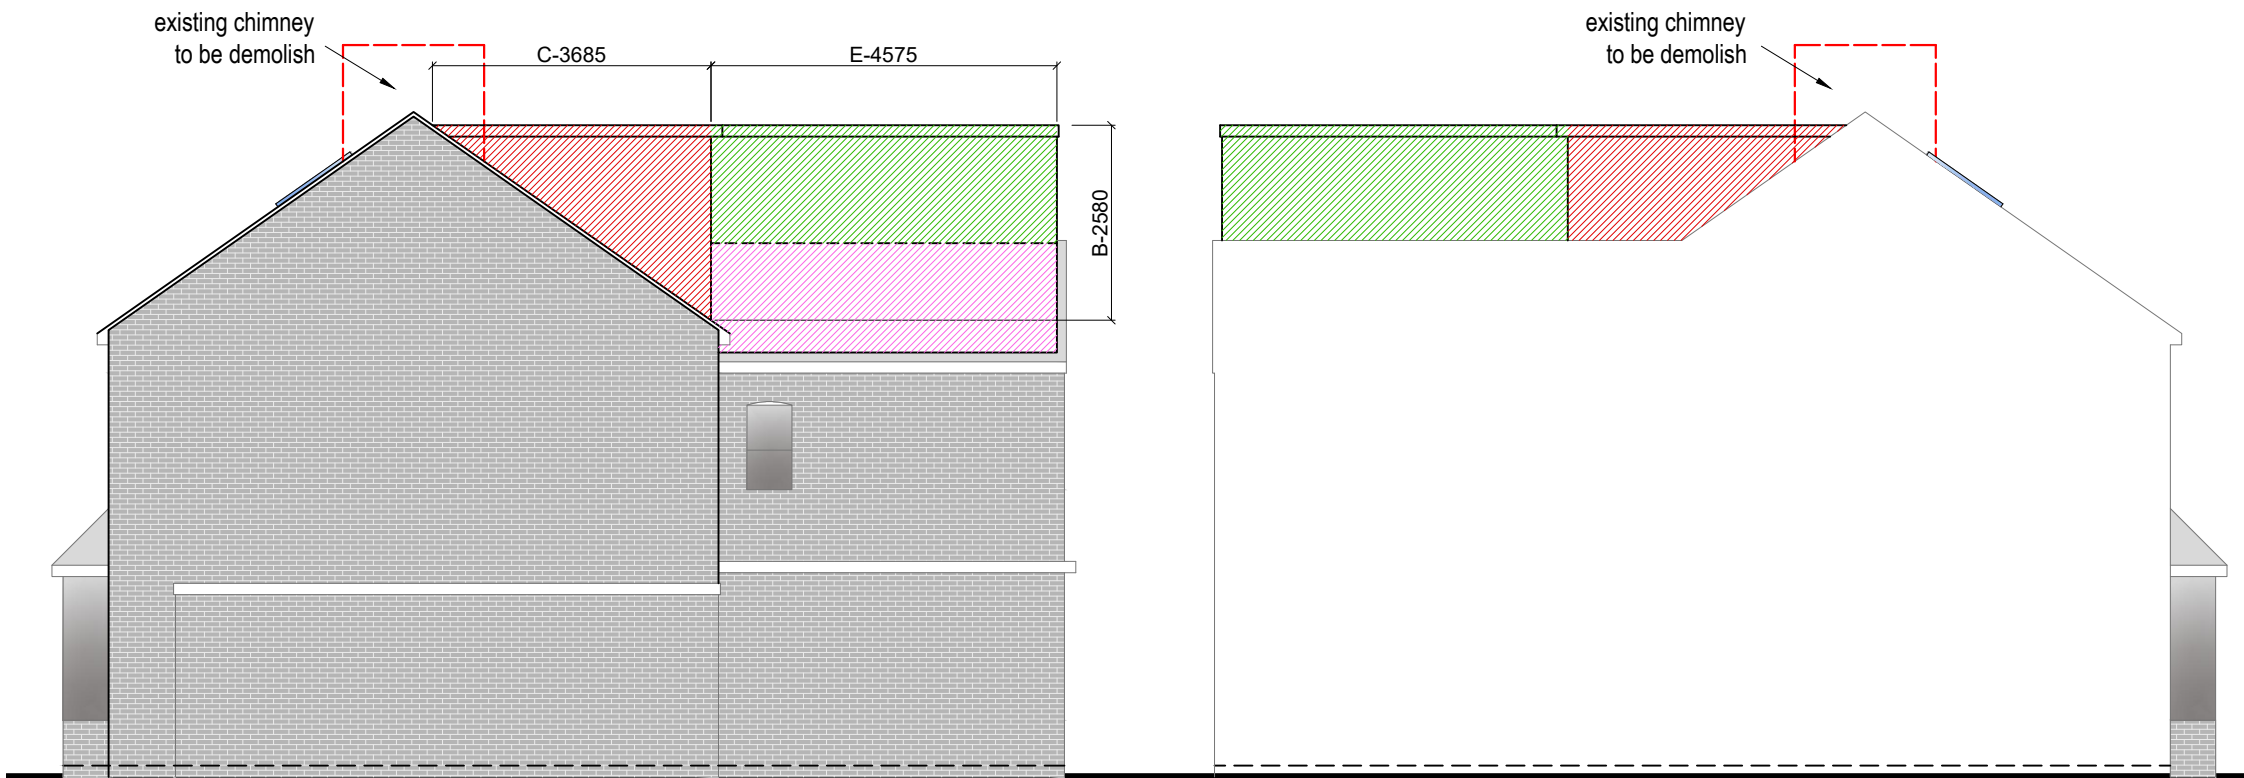 existing chimney
to be demolish
C-3685
E-4575
B-2580
existing chimney
to be demolish